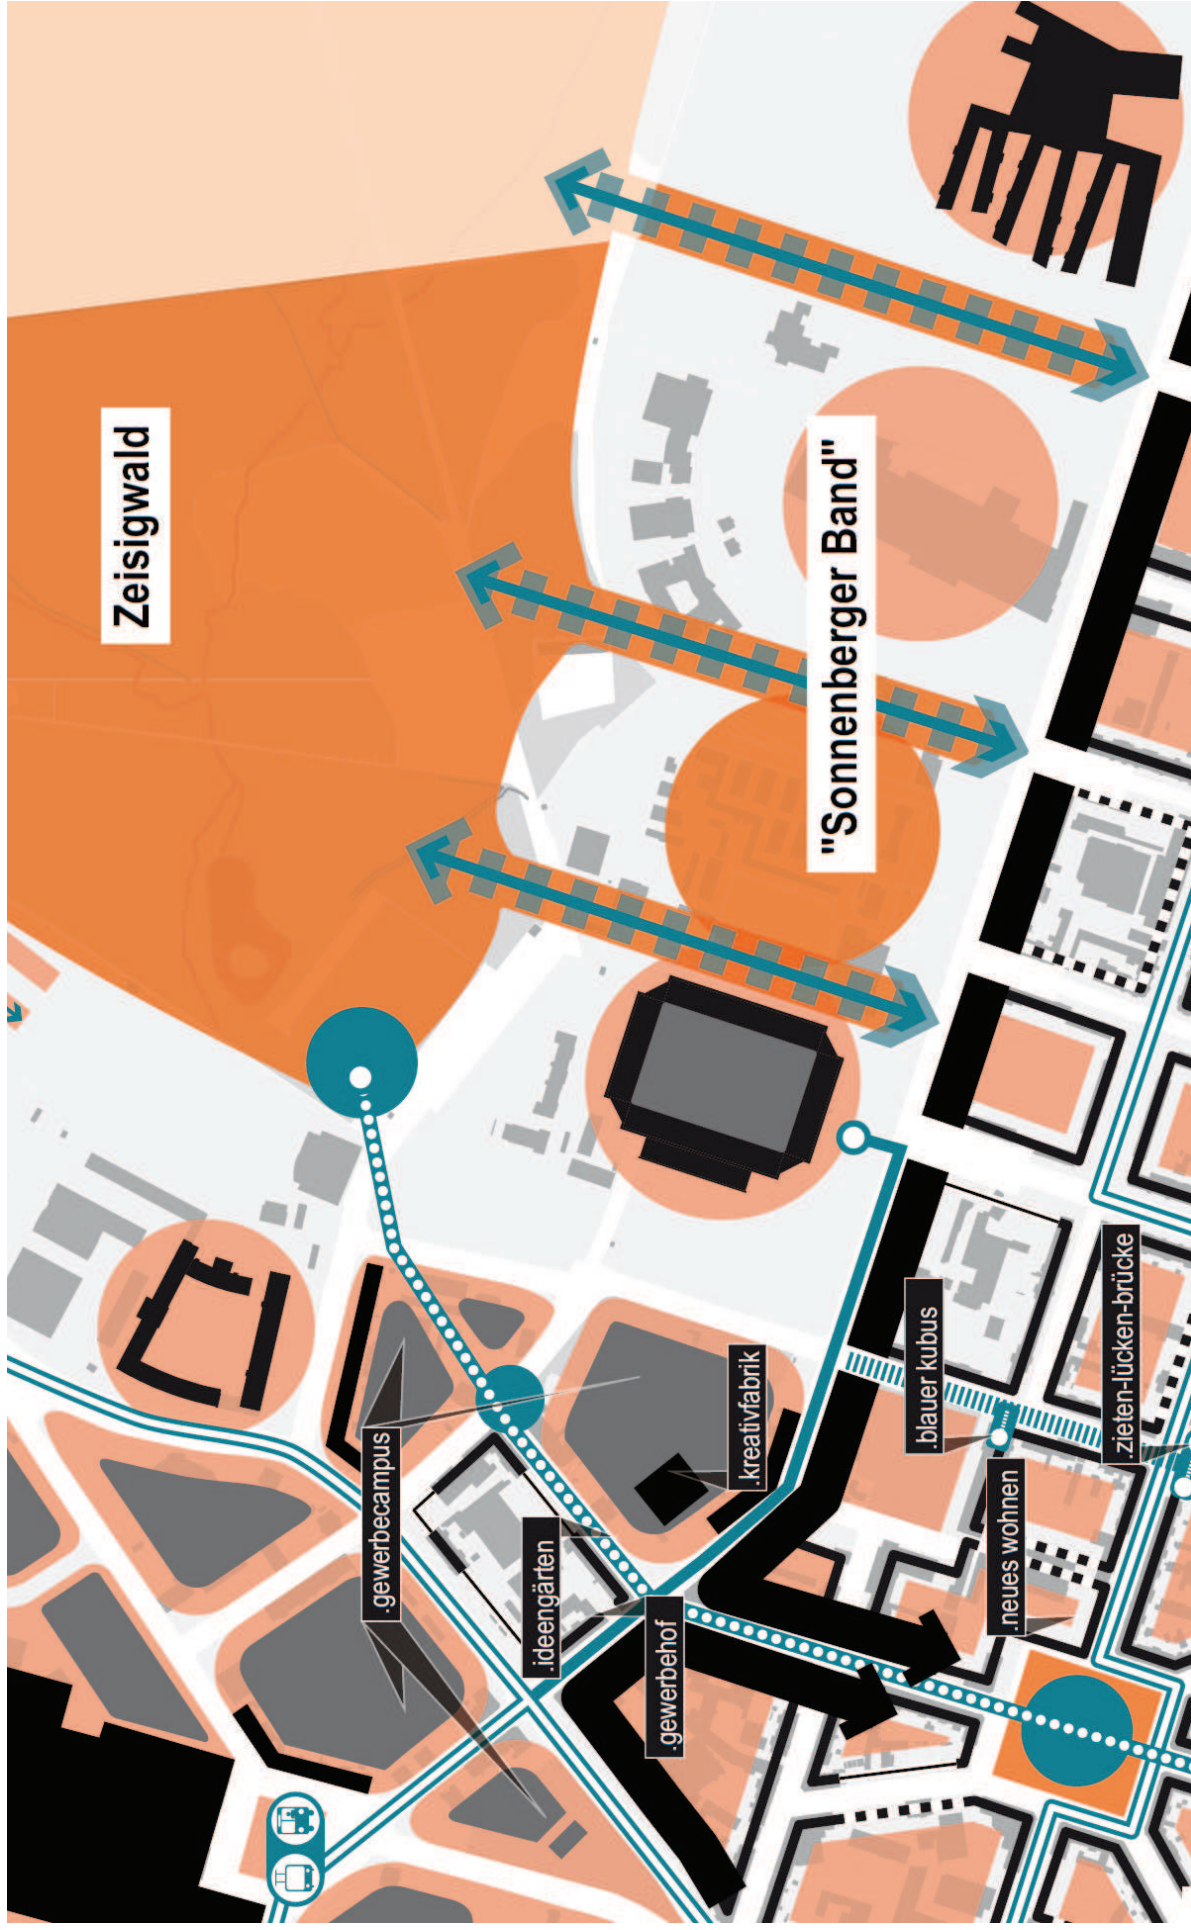 Zeisigwald
"Sonnenberger Band"
.gewerbecampus
.ideengärten
.gewerbehof
.kreativfabrik
.blauer kubus
.neues wohnen
.zieten-lücken-brücke